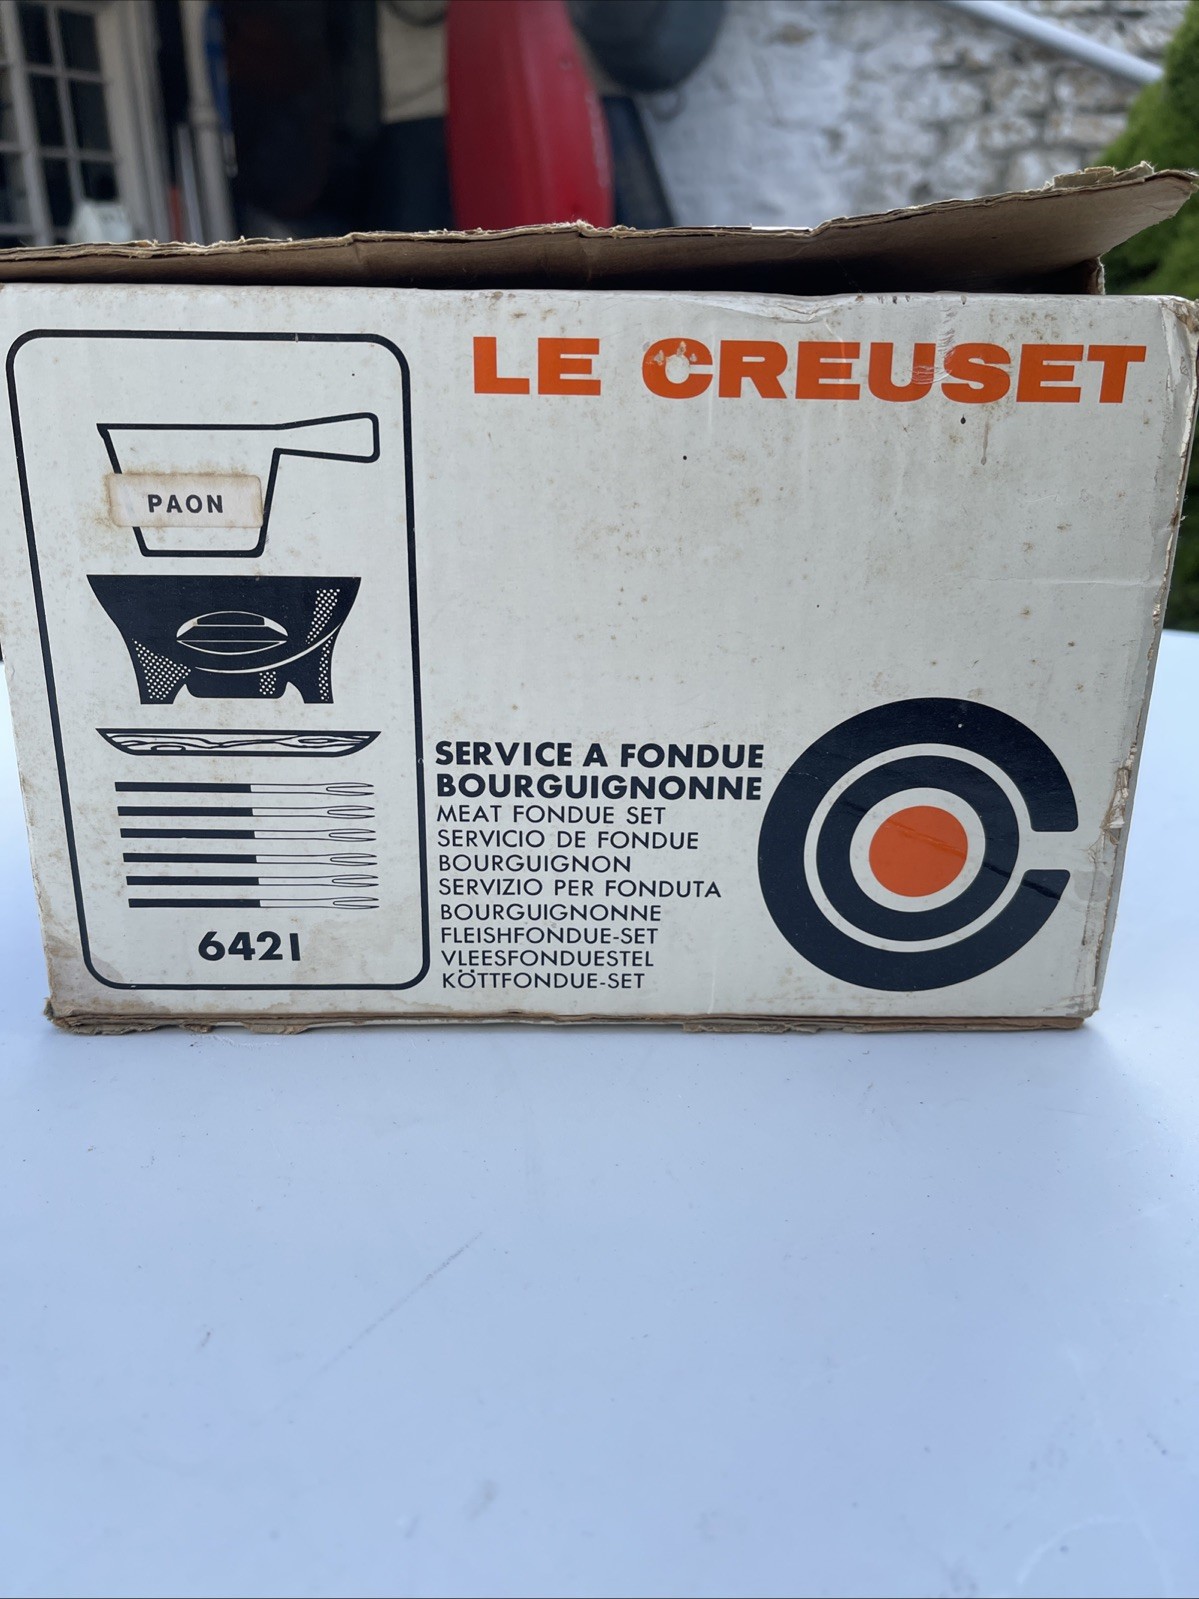 LE CREUSET
PAON
SERVICE A FONDUE
BOURGUIGNONNE
MEAT FONDUE SET
SERVICIO DE FONDUE
BOURGUIGNON
SERVIZIO PER FONDUTA
BOURGUIGNONNE
FLEISHFONDUE-SET
VLEESFONDUESTEL
KÖTTFONDUE-SET
6421